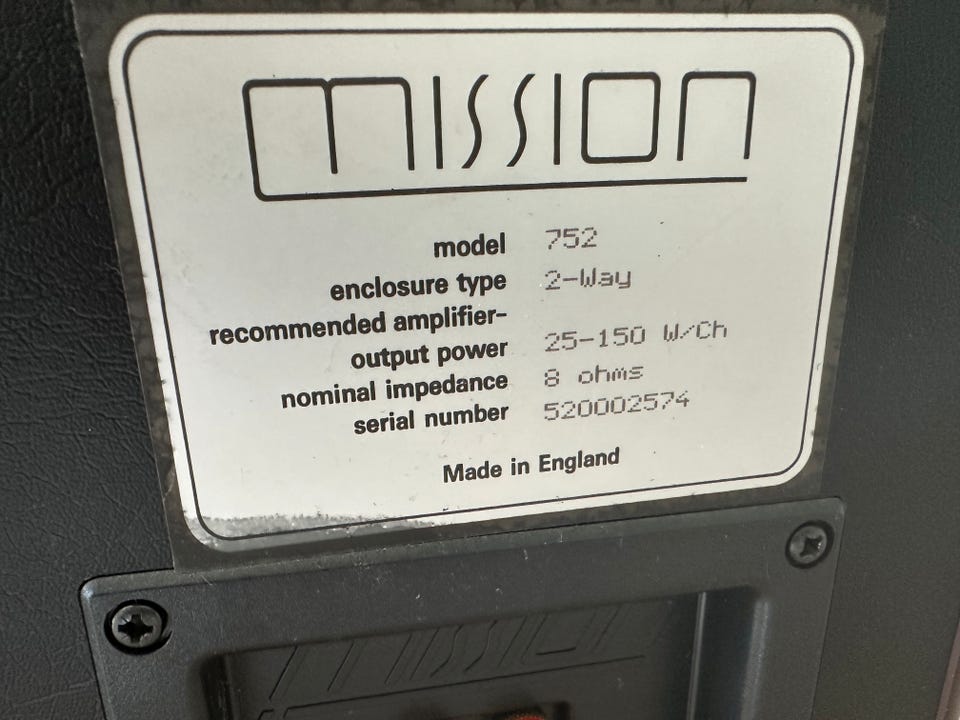 mission
model 752
enclosure type 2-Way
recommended amplifier-
output power 25-150 W/Ch
nominal impedance 8 ohms
serial number 520002574
Made in England
mission